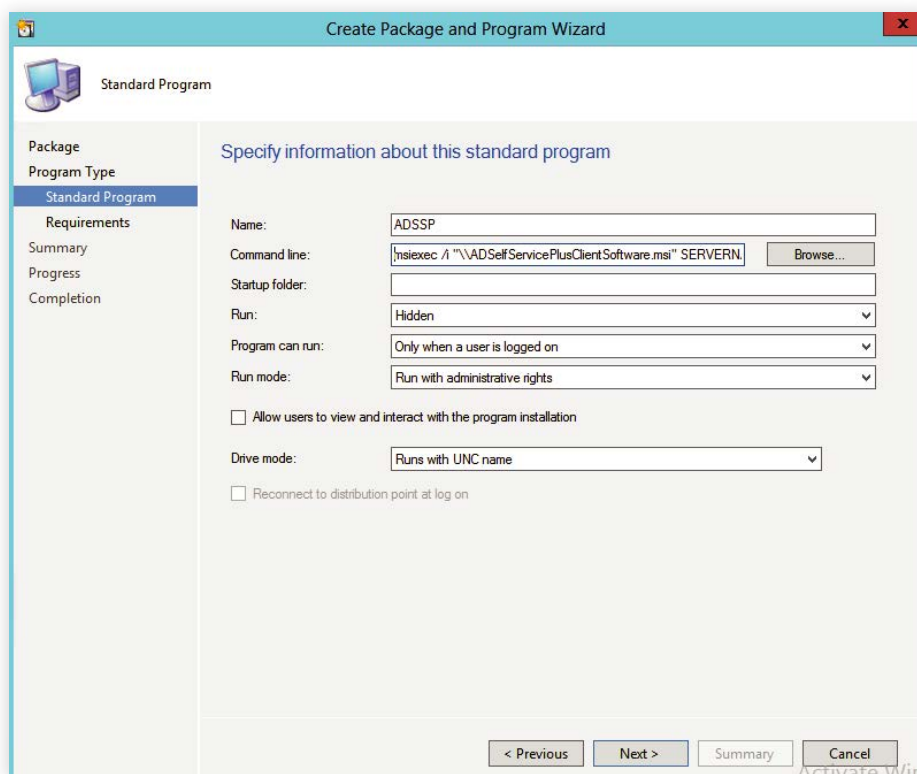 Create Package and Program Wizard
x
Standard Program
Package
Program Type
Standard Program
Requirements
Summary
Progress
Completion
Specify information about this standard program
Name: ADSSP
Command line: msiexec /i "\\ADSelfServicePlusClientSoftware.msi" SERVERN. Browse...
Startup folder:
Run: Hidden
Program can run: Only when a user is logged on
Run mode: Run with administrative rights
Allow users to view and interact with the program installation
Drive mode: Runs with UNC name
Reconnect to distribution point at log on
< Previous Next > Summary Cancel
Activate Win